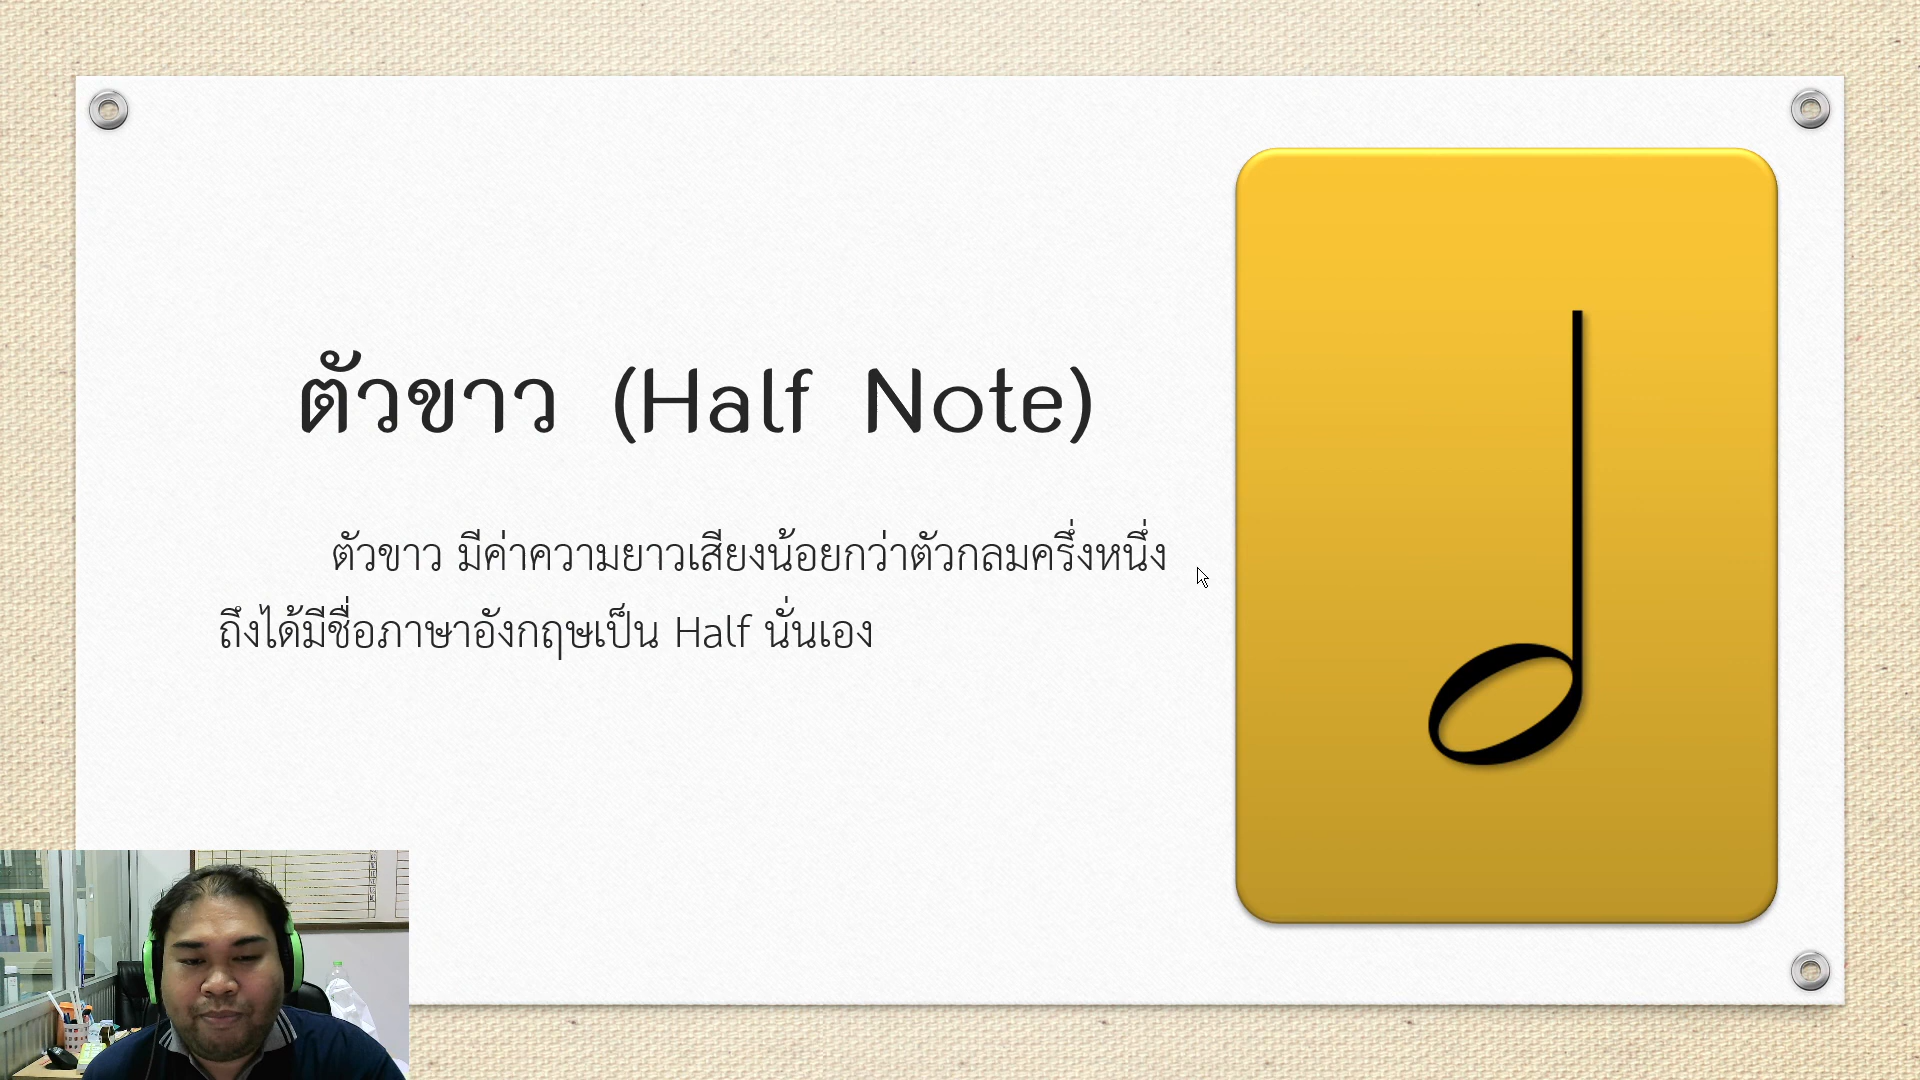 ตัวขาว (Half Note)
ตัวขาว มีค่าความยาวเสียงน้อยกว่าตัวกลมครึ่งหนึ่ง
ถึงได้มีชื่อภาษาอังกฤษเป็น Half นั่นเอง